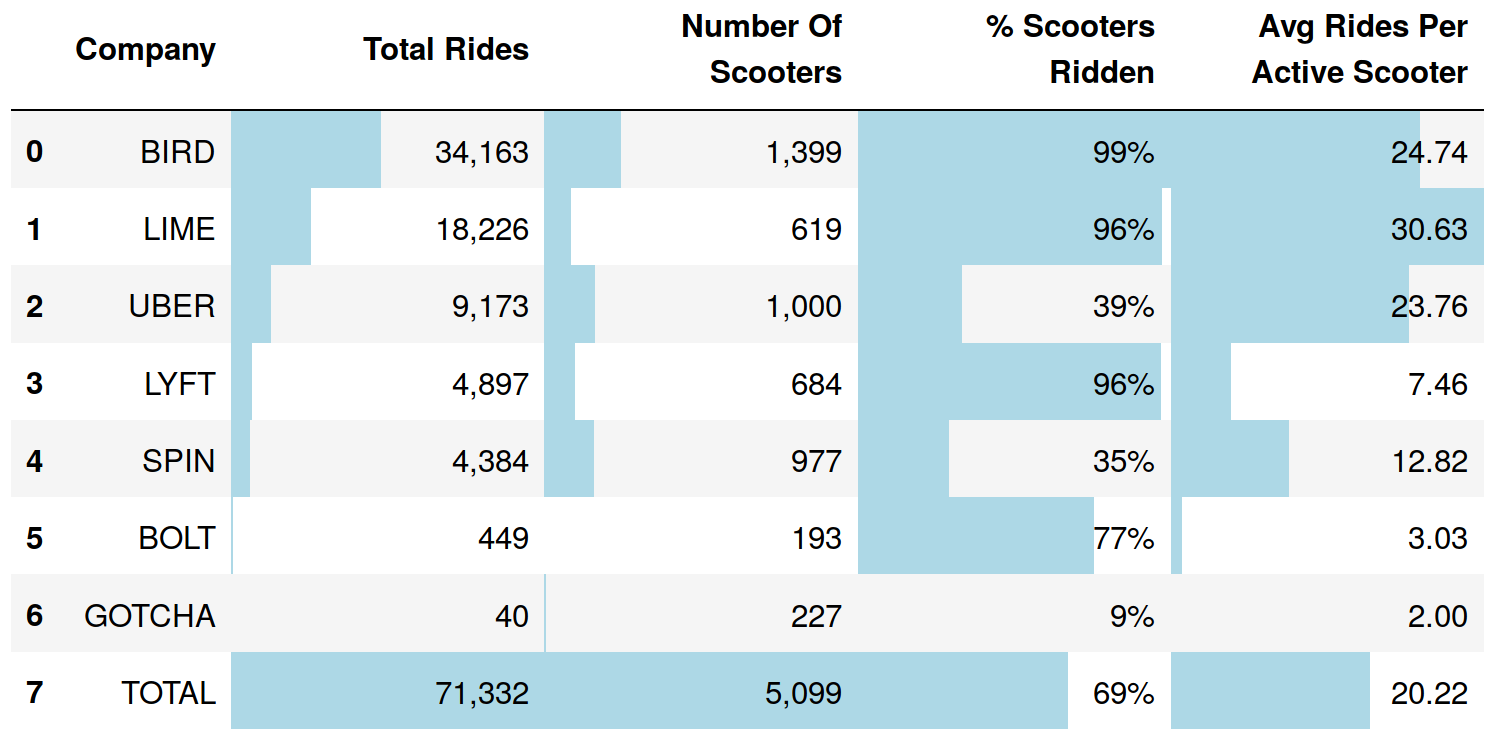 Company Total Rides Number Of Scooters % Scooters Ridden Avg Rides Per Active Scooter
0 BIRD 34,163 1,399 99% 24.74
1 LIME 18,226 619 96% 30.63
2 UBER 9,173 1,000 39% 23.76
3 LYFT 4,897 684 96% 7.46
4 SPIN 4,384 977 35% 12.82
5 BOLT 449 193 77% 3.03
6 GOTCHA 40 227 9% 2.00
7 TOTAL 71,332 5,099 69% 20.22